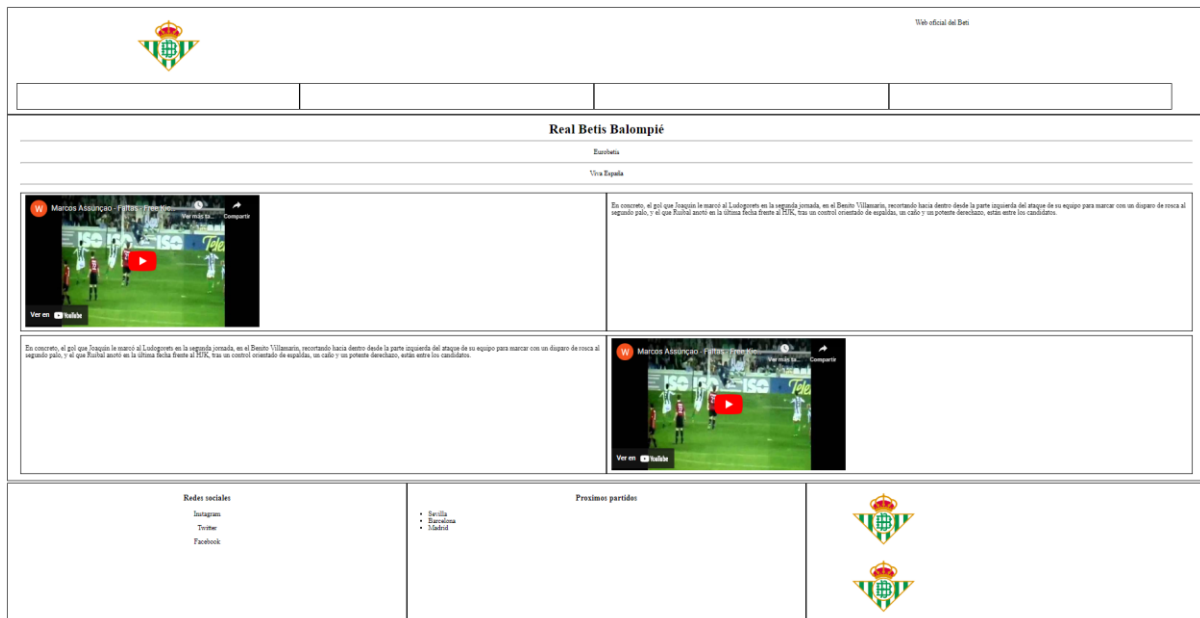 Web oficial del Beti
Real Betis Balompié
Eurobetis
Viva España
W Marcos Assunçao - Faltas - Free Kic...
Ver más ta...
Compartir
ISO
ISO
Ver en YouTube
En concreto, el gol que Joaquín le marcó al Ludogorets en la segunda jornada, en el Benito Villamarín, recortando hacia dentro desde la parte izquierda del ataque de su equipo para marcar con un disparo de rosca al
segundo palo, y el que Ruibal anotó en la última fecha frente al HJK, tras un control orientado de espaldas, un caño y un potente derechazo, están entre los candidatos.
En concreto, el gol que Joaquín le marcó al Ludogorets en la segunda jornada, en el Benito Villamarín, recortando hacia dentro desde la parte izquierda del ataque de su equipo para marcar con un disparo de rosca al
segundo palo, y el que Ruibal anotó en la última fecha frente al HJK, tras un control orientado de espaldas, un caño y un potente derechazo, están entre los candidatos.
W Marcos Assunçao - Faltas - Free Kic...
Ver más ta...
Compartir
ISO
ISO
Ver en YouTube
Redes sociales
Instagram
Twitter
Facebook
Proximos partidos
Sevilla
Barcelona
Madrid